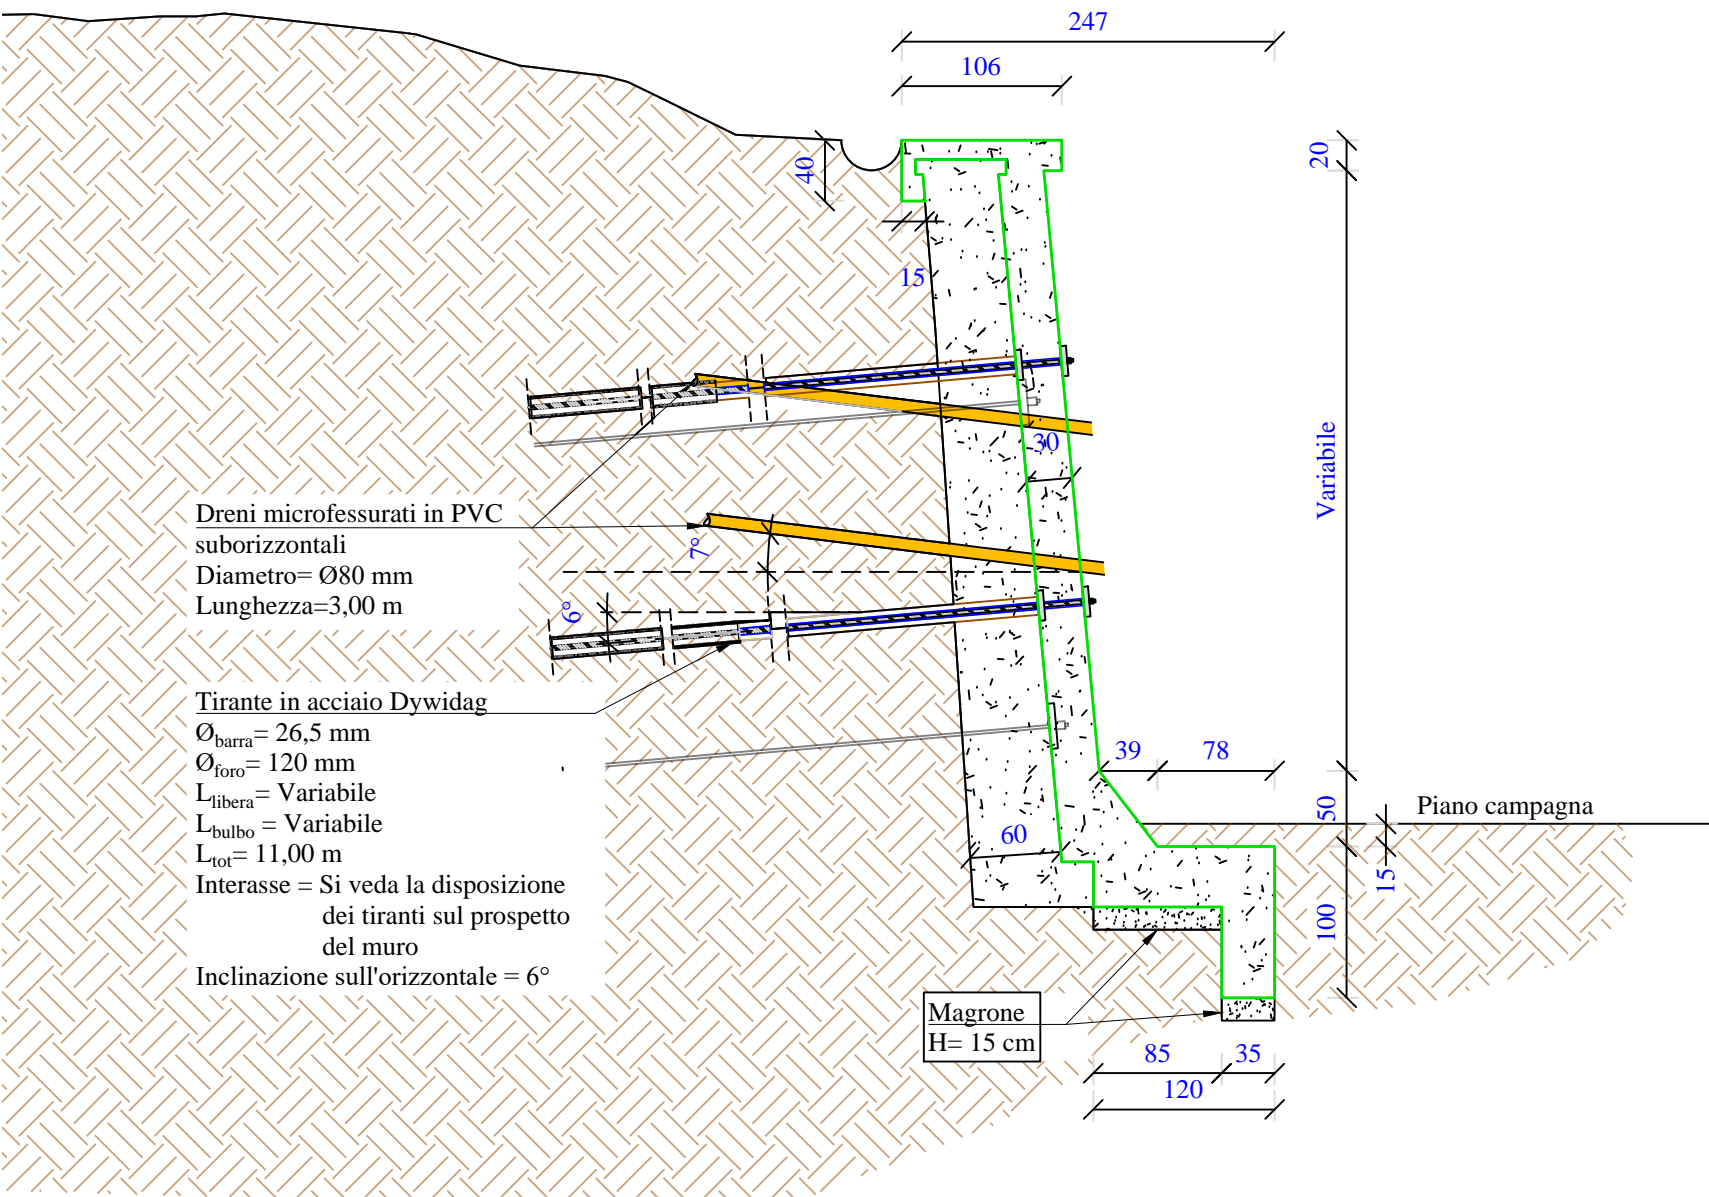 247
106
40
20
15
Variabile
30
Dreni microfessurati in PVC
suborizzontali
Diametro= Ø80 mm
Lunghezza=3,00 m
7°
6°
Tirante in acciaio Dywidag
Øbarra= 26,5 mm
Øforo= 120 mm
Llibera= Variabile
Lbulbo = Variabile
Ltot= 11,00 m
Interasse = Si veda la disposizione
dei tiranti sul prospetto
del muro
Inclinazione sull'orizzontale = 6°
39
78
50
Piano campagna
60
15
100
Magrone
H= 15 cm
85
35
120